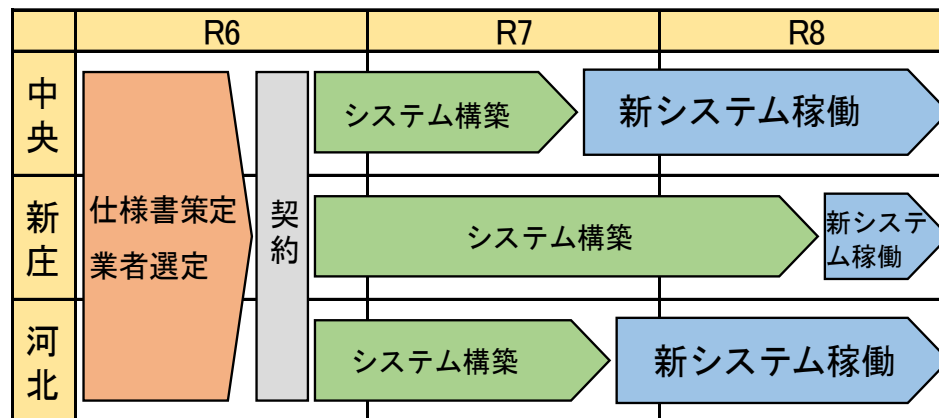 R6
R7
R8
中央
システム構築
新システム稼働
新庄
仕様書策定
業者選定
契約
システム構築
新システ
ム稼働
河北
システム構築
新システム稼働